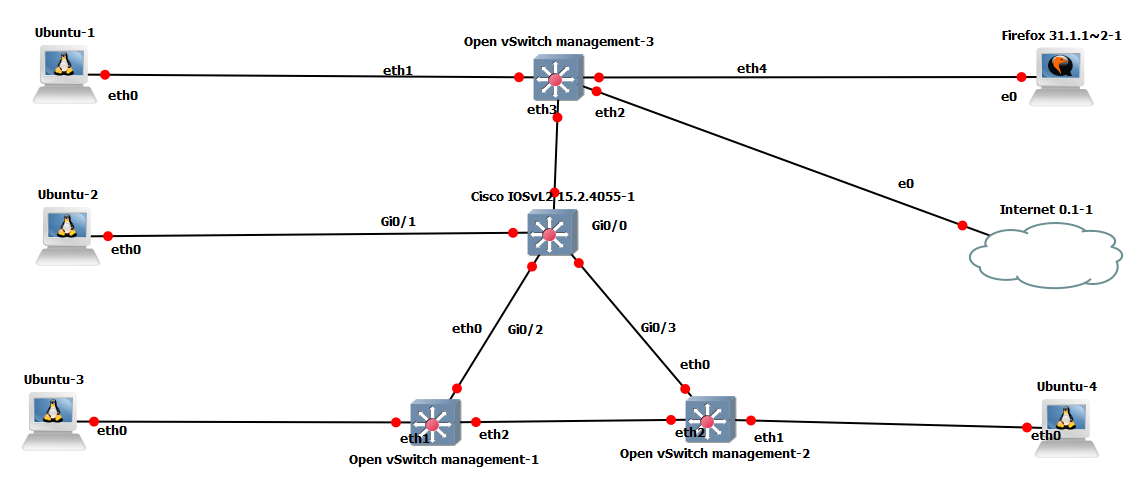 Ubuntu-1
Open vSwitch management-3
Firefox 31.1.1~2-1
eth1
eth4
eth0
eth3
eth2
e0
e0
Ubuntu-2
Cisco IOSvL2 15.2.4055-1
Internet 0.1-1
Gi0/1
Gi0/0
eth0
eth0
Gi0/2
Gi0/3
eth0
Ubuntu-3
Ubuntu-4
eth0
eth1
eth2
eth2
eth1
eth0
Open vSwitch management-1
Open vSwitch management-2